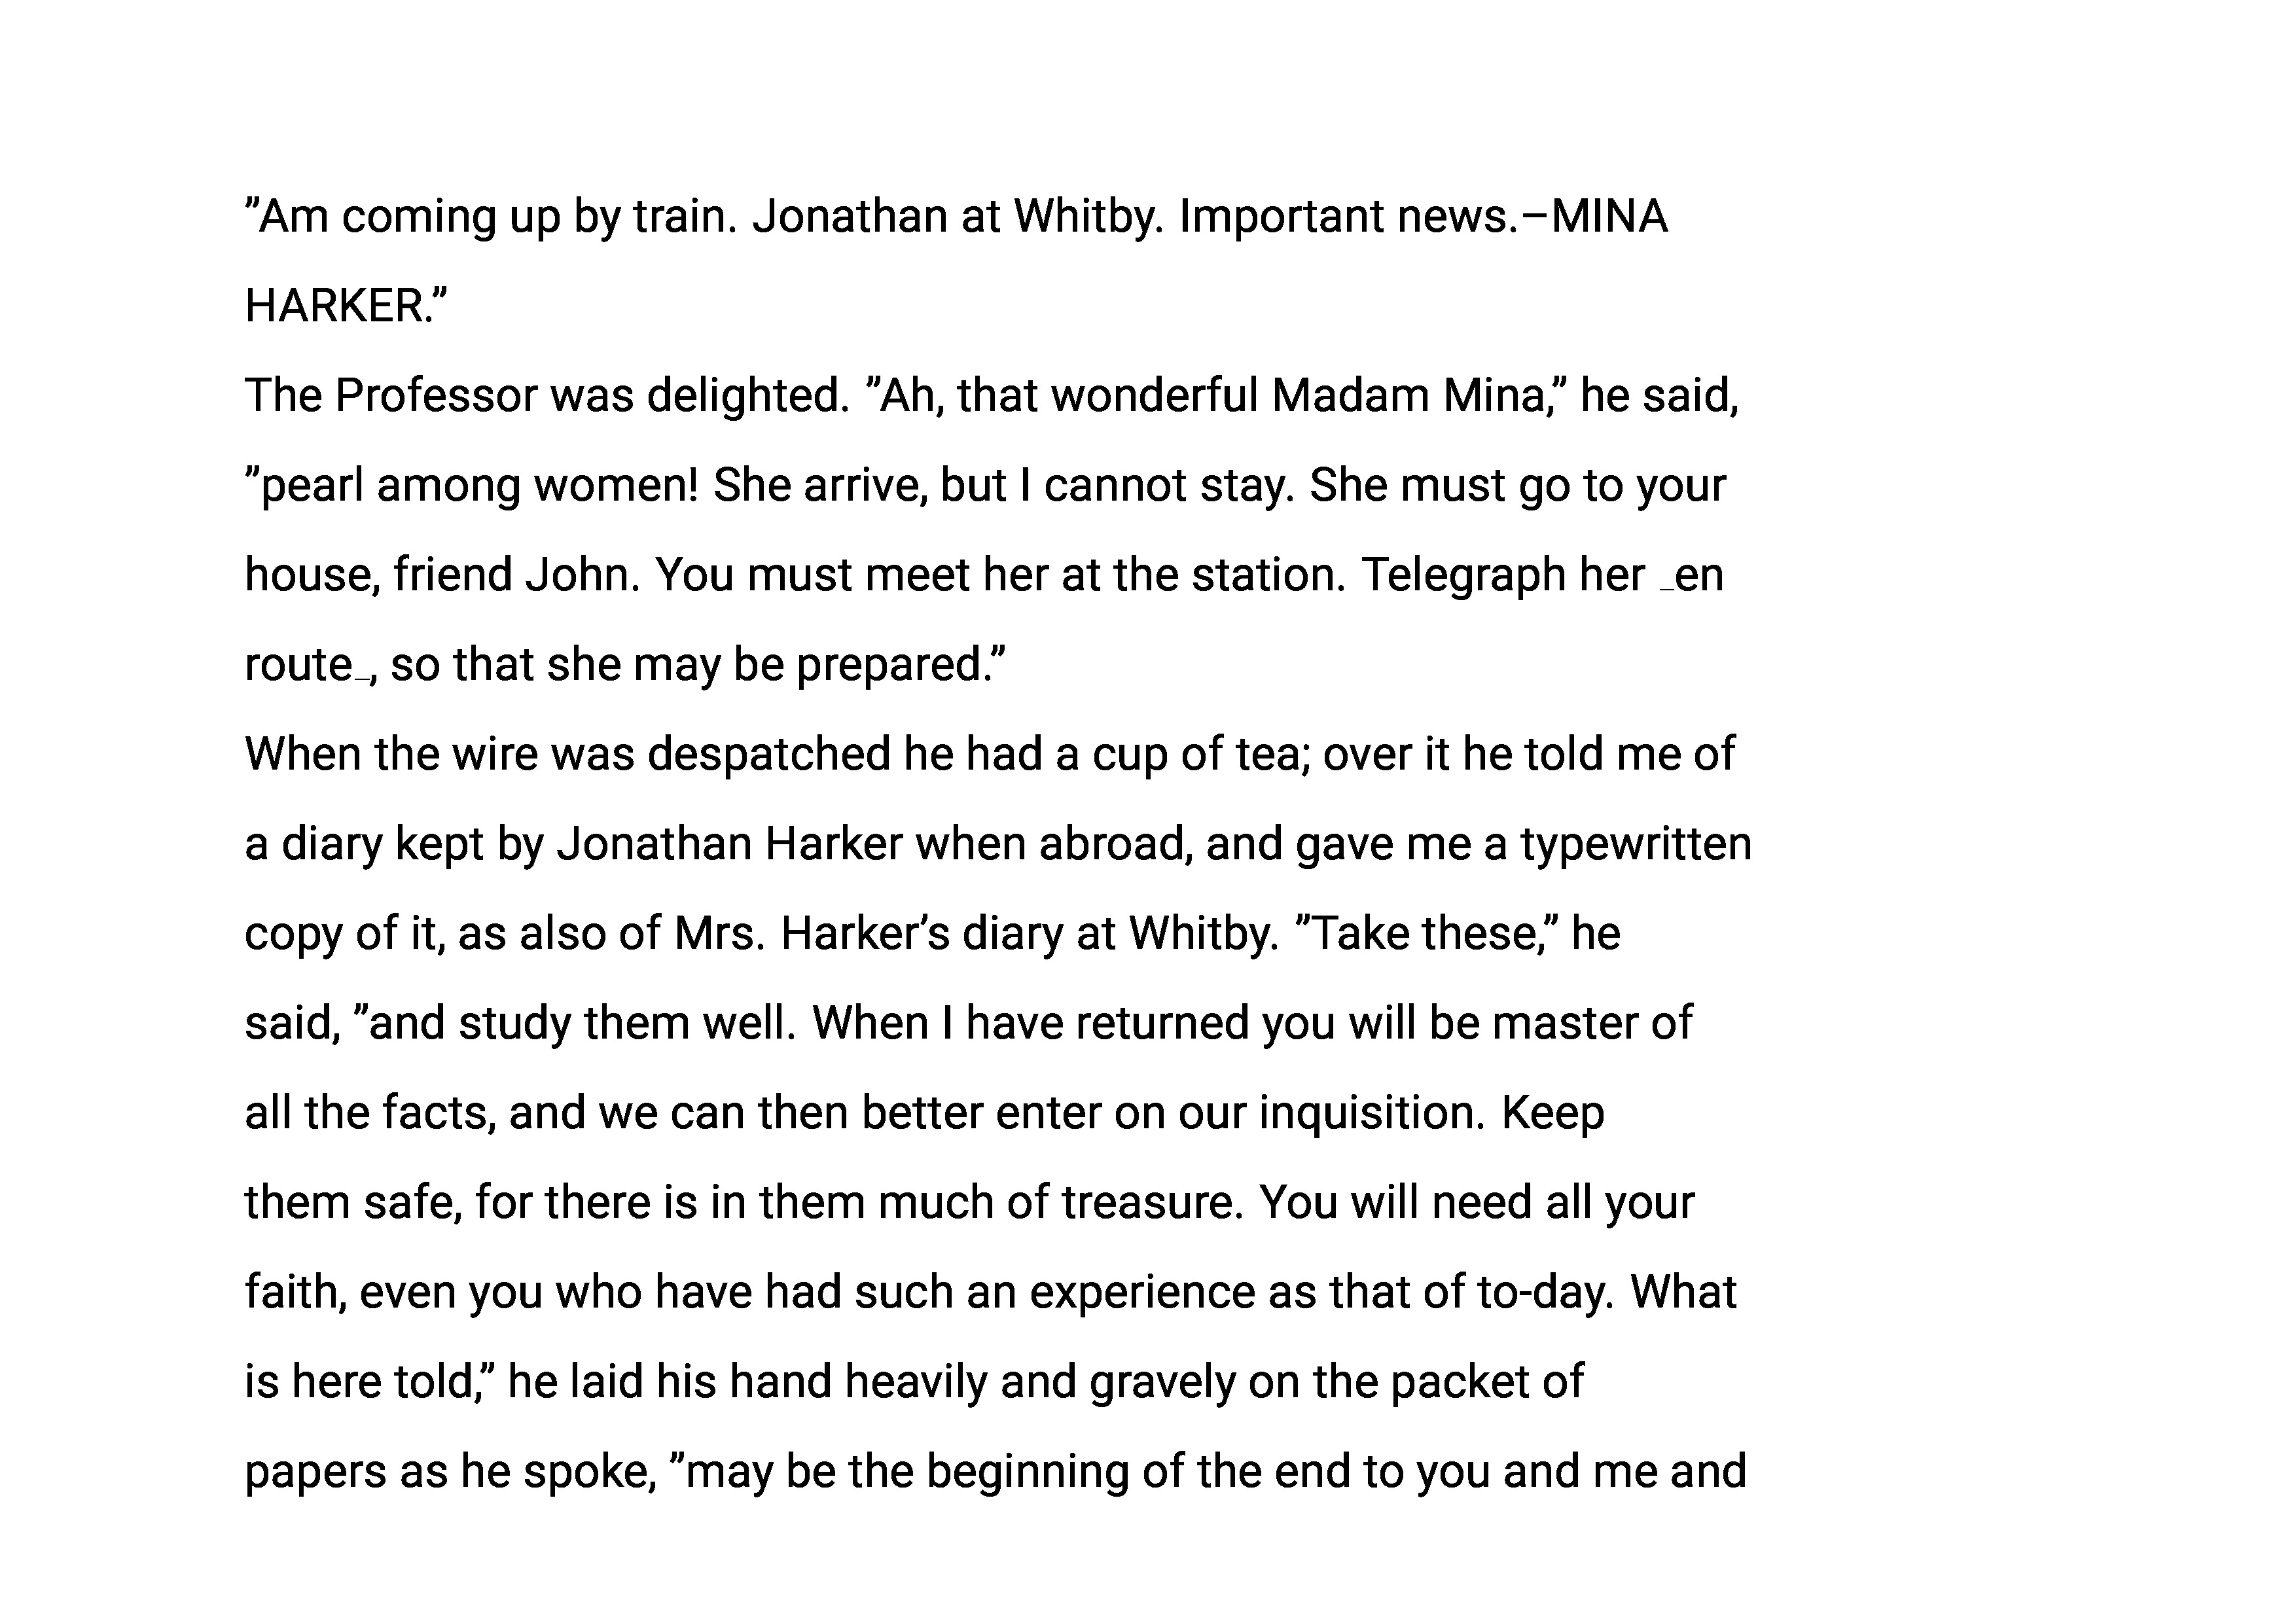 ”Am coming up by train. Jonathan at Whitby. Important news.–MINA
HARKER.”
The Professor was delighted. ”Ah, that wonderful Madam Mina,” he said,
”pearl among women! She arrive, but I cannot stay. She must go to your
house, friend John. You must meet her at the station. Telegraph her _en
route_, so that she may be prepared.”
When the wire was despatched he had a cup of tea; over it he told me of
a diary kept by Jonathan Harker when abroad, and gave me a typewritten
copy of it, as also of Mrs. Harker’s diary at Whitby. ”Take these,” he
said, ”and study them well. When I have returned you will be master of
all the facts, and we can then better enter on our inquisition. Keep
them safe, for there is in them much of treasure. You will need all your
faith, even you who have had such an experience as that of to-day. What
is here told,” he laid his hand heavily and gravely on the packet of
papers as he spoke, ”may be the beginning of the end to you and me and